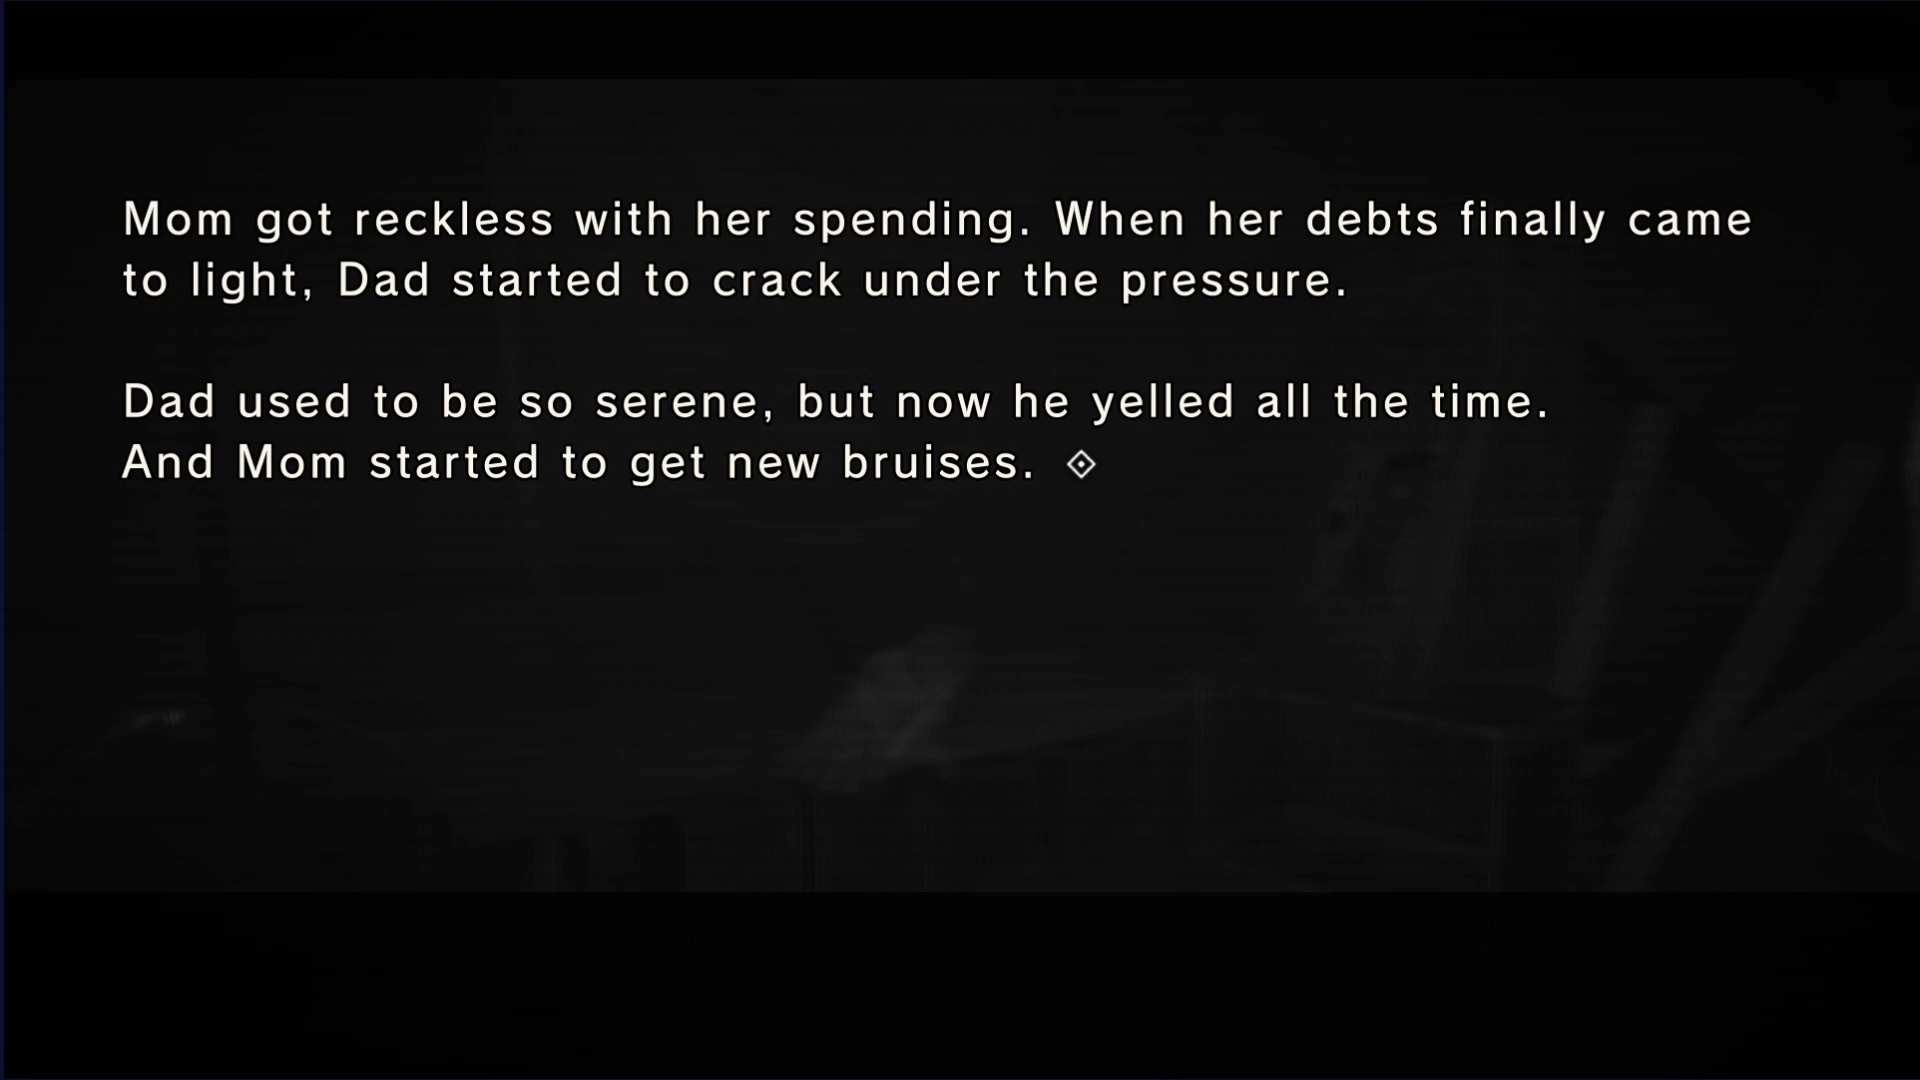 Mom got reckless with her spending. When her debts finally came
to light, Dad started to crack under the pressure.
Dad used to be so serene, but now he yelled all the time.
And Mom started to get new bruises.